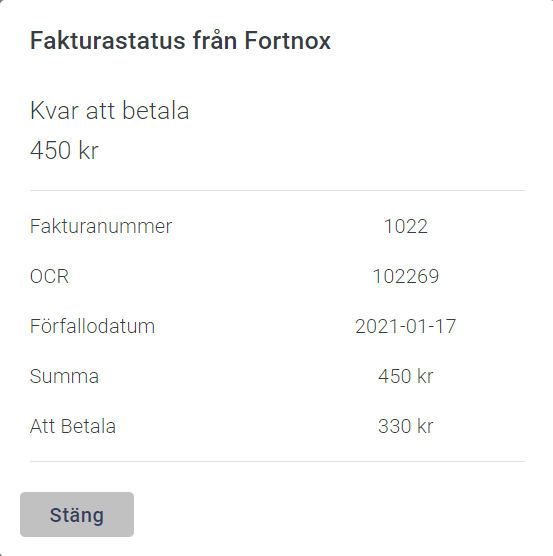 Fakturastatus från Fortnox
Kvar att betala
450 kr
Fakturanummer 1022
OCR 102269
Förfallodatum 2021-01-17
Summa 450 kr
Att Betala 330 kr
Stäng